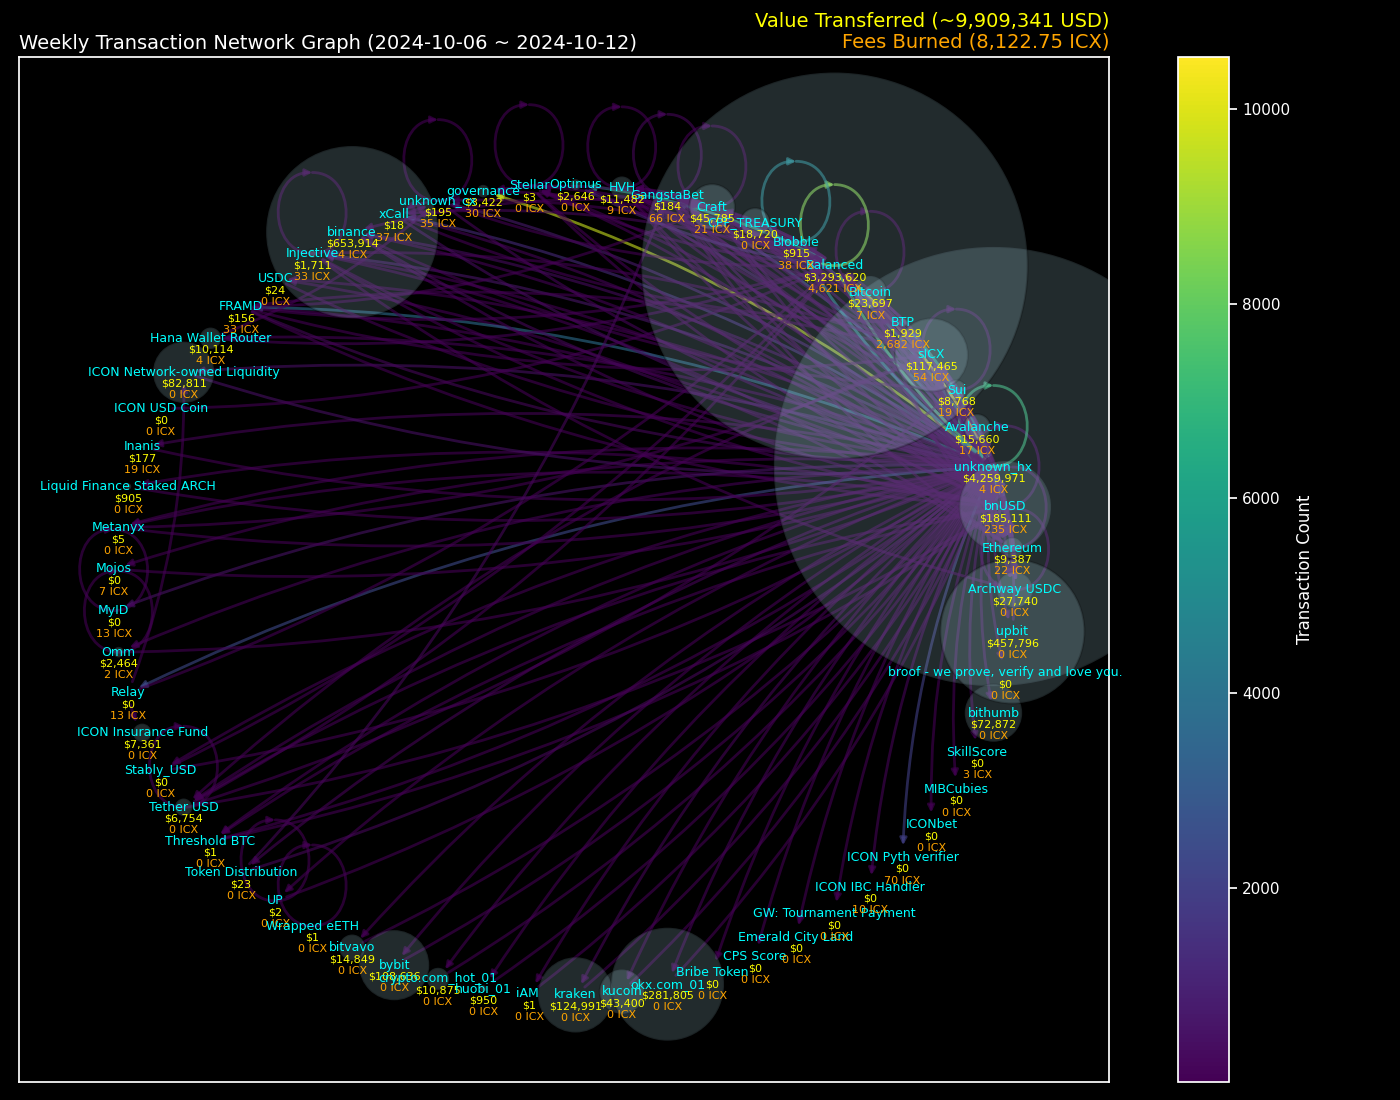 Value Transferred (~9,909,341 USD)
Weekly Transaction Network Graph (2024-10-06 ~ 2024-10-12)
Fees Burned (8,122.75 ICX)
governance
$8,422
30 ICX
Stellar
$3
0 ICX
Optimus
$2,646
0 ICX
HVH
$11,482
9 ICX
GangstaBet
$184
66 ICX
Craft
$45,785
21 ICX
TREASURY
$18,720
0 ICX
Blobble
$915
38 ICX
Balanced
$3,293,620
4,621 ICX
Bitcoin
$23,697
7 ICX
BTP
$1,929
2,682 ICX
sICX
$117,465
54 ICX
Sui
$8,768
19 ICX
Avalanche
$15,660
17 ICX
unknown_hx
$4,259,971
4 ICX
bnUSD
$185,111
235 ICX
Ethereum
$9,387
22 ICX
Archway USDC
$27,740
0 ICX
upbit
$457,796
0 ICX
broof - we prove, verify and love you.
$0
0 ICX
bithumb
$72,872
0 ICX
SkillScore
$0
3 ICX
MIBCubies
$0
0 ICX
ICONbet
$0
0 ICX
ICON Pyth verifier
$0
70 ICX
ICON IBC Handler
$0
10 ICX
GW: Tournament Payment
$0
0 ICX
Emerald City Land
$0
0 ICX
CPS Score
$0
0 ICX
Bribe Token
$0
0 ICX
okx.com_01
$281,805
0 ICX
kucoin
$43,400
0 ICX
kraken
$124,991
0 ICX
iAM
$1
0 ICX
huobi_01
$950
0 ICX
crypto.com_hot_01
$10,875
0 ICX
bybit
$108,636
0 ICX
bitvavo
$14,849
0 ICX
Wrapped eETH
$1
0 ICX
UP
$2
0 ICX
Token Distribution
$23
0 ICX
Threshold BTC
$1
0 ICX
Tether USD
$6,754
0 ICX
Stably_USD
$0
0 ICX
ICON Insurance Fund
$7,361
0 ICX
Relay
$0
13 ICX
Omm
$2,464
2 ICX
MyID
$0
13 ICX
Mojos
$0
7 ICX
Metanyx
$5
0 ICX
Liquid Finance Staked ARCH
$905
0 ICX
Inanis
$177
19 ICX
ICON USD Coin
$0
0 ICX
ICON Network-owned Liquidity
$82,811
0 ICX
Hana Wallet Router
$10,114
4 ICX
FRAMD
$156
33 ICX
USDC
$24
0 ICX
Injective
$1,711
33 ICX
binance
$653,914
4 ICX
xCall
$18
37 ICX
unknown_cx
$195
35 ICX
10000
8000
6000
4000
2000
Transaction Count